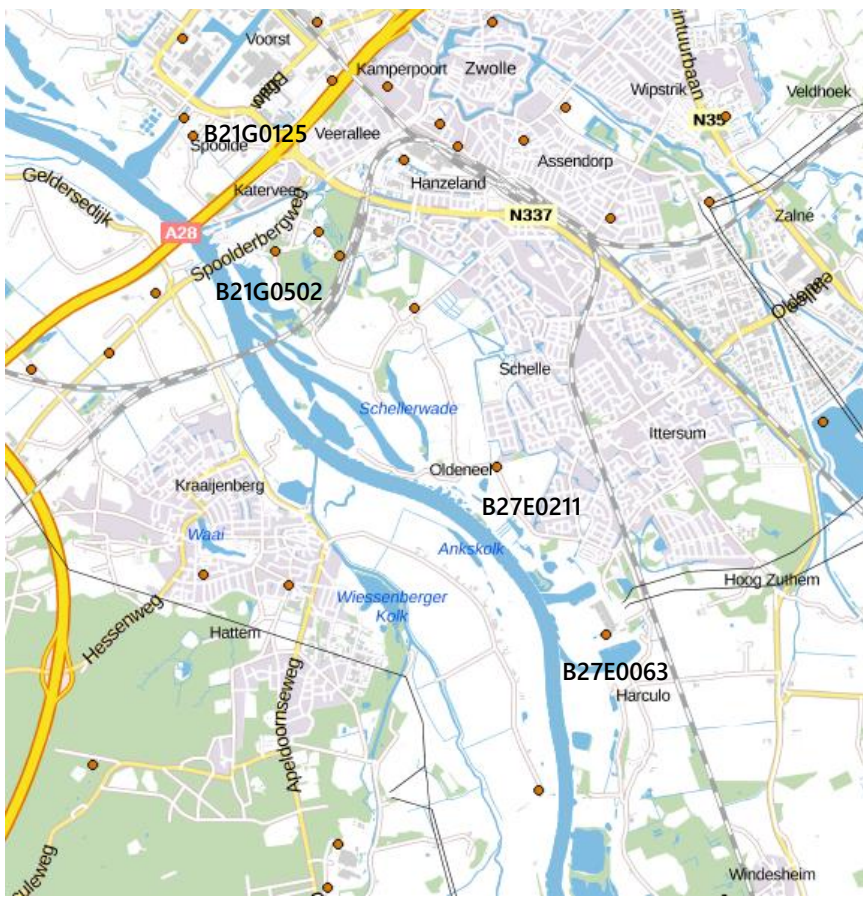 Voorst
Kamperpoort
Zwolle
Wipstrik
Veldhoek
B21G0125
Spoolde
Veerallee
N35
Assendorp
Geldersedijk
Katerveer
Hanzeland
Zalné
A28
Spoolderbergweg
N337
B21G0502
Schelle
Schellerwade
Ittersum
Oldeneel
Kraaijenberg
B27E0211
Waai
Ankskolk
Hoog Zuthem
Wiessenberger
Kolk
Hessenweg
Hattem
B27E0063
Harculo
Apeldoornseweg
Windesheim